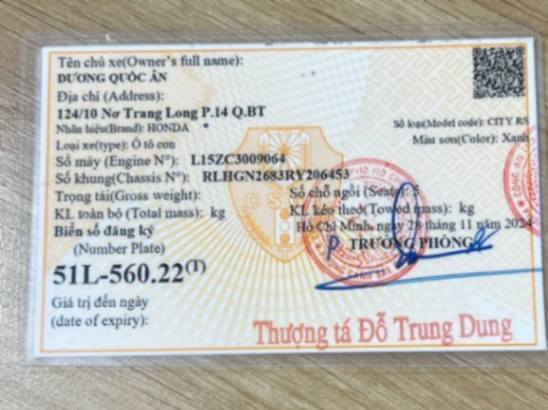 Tên chủ xe(Owner's full name):
DƯƠNG QUỐC ÂN
Địa chỉ (Address):
124/10 Nơ Trang Long P.14 Q.BT
Nhãn hiệu(Brand): HONDA
Số loại(Model code): CITY RS
Loại xe(type): Ô tô con
Màu sơn(Color): Xanh
Số máy (Engine N°): L15ZC3009064
Số khung(Chassis N°): RLHGN2683RY206453
Trọng tải(Gross weight):
Số chỗ ngồi (Seats): 5
KL toàn bộ (Total mass): kg
KL kéo theo(Towed mass): kg
Hồ Chí Minh, ngày 28 tháng 11 năm 2024
Biển số đăng ký
(Number Plate)
P. TRƯỞNG PHÒNG
51L-560.22(T)
Giá trị đến ngày
(date of expiry):
Thượng tá Đỗ Trung Dung